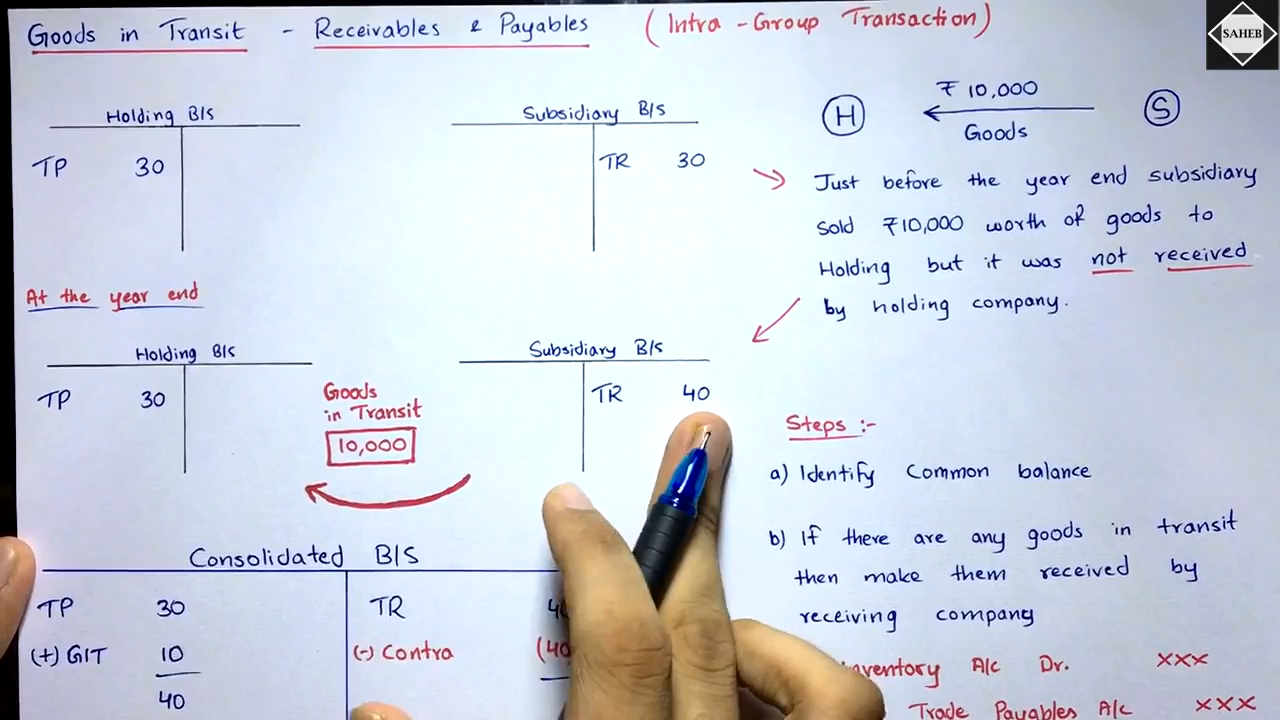 Goods in Transit - Receivables & Payables (Intra-Group Transaction)
SAHEB
Holding B/S
TP 30
Subsidiary B/S
TR 30
₹10,000
H S
Goods
Just before the year end subsidiary
sold ₹10,000 worth of goods to
Holding but it was not received
by holding company.
At the year end
Holding B/S
TP 30
Goods
in Transit
10,000
Subsidiary B/S
TR 40
Steps :-
a) Identify Common balance
b) If there are any goods in transit
then make them received by
receiving company
Inventory A/c Dr. xxx
Trade Payables A/c xxx
Consolidated B/S
TP 30 TR
(+) GIT 10 (-) Contra
40